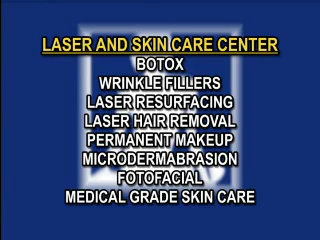 LASER AND SKIN CARE CENTER
BOTOX
WRINKLE FILLERS
LASER RESURFACING
LASER HAIR REMOVAL
PERMANENT MAKEUP
MICRODERMABRASION
FOTOFACIAL
MEDICAL GRADE SKIN CARE